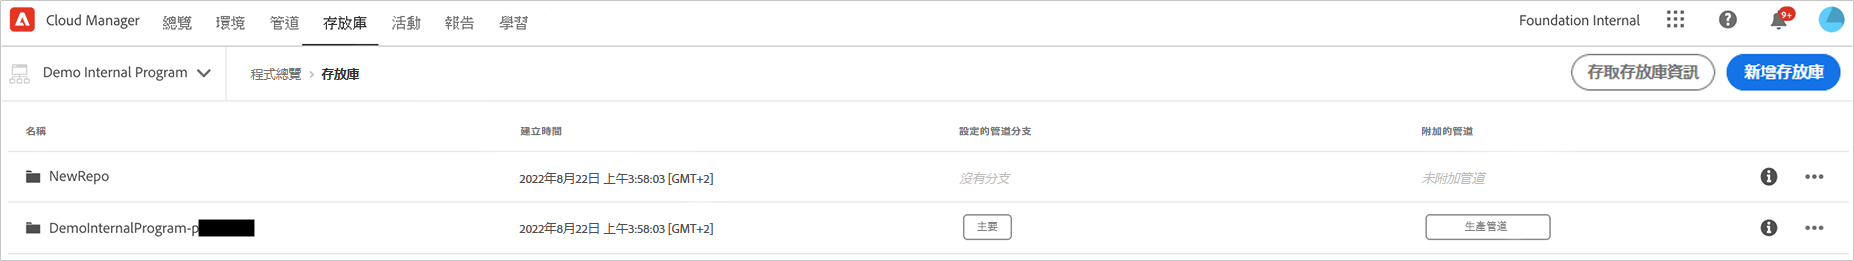 Cloud Manager 總覽 環境 管道 存放庫 活動 報告 學習 Foundation Internal 9+
Demo Internal Program 程式總覽 › 存放庫 存取存放庫資訊 新增存放庫
名稱 建立時間 設定的管道分支 附加的管道
NewRepo 2022年8月22日 上午3:58:03 [GMT+2] 沒有分支 未附加管道
DemoInternalProgram-p 2022年8月22日 上午3:58:03 [GMT+2] 主要 生產管道